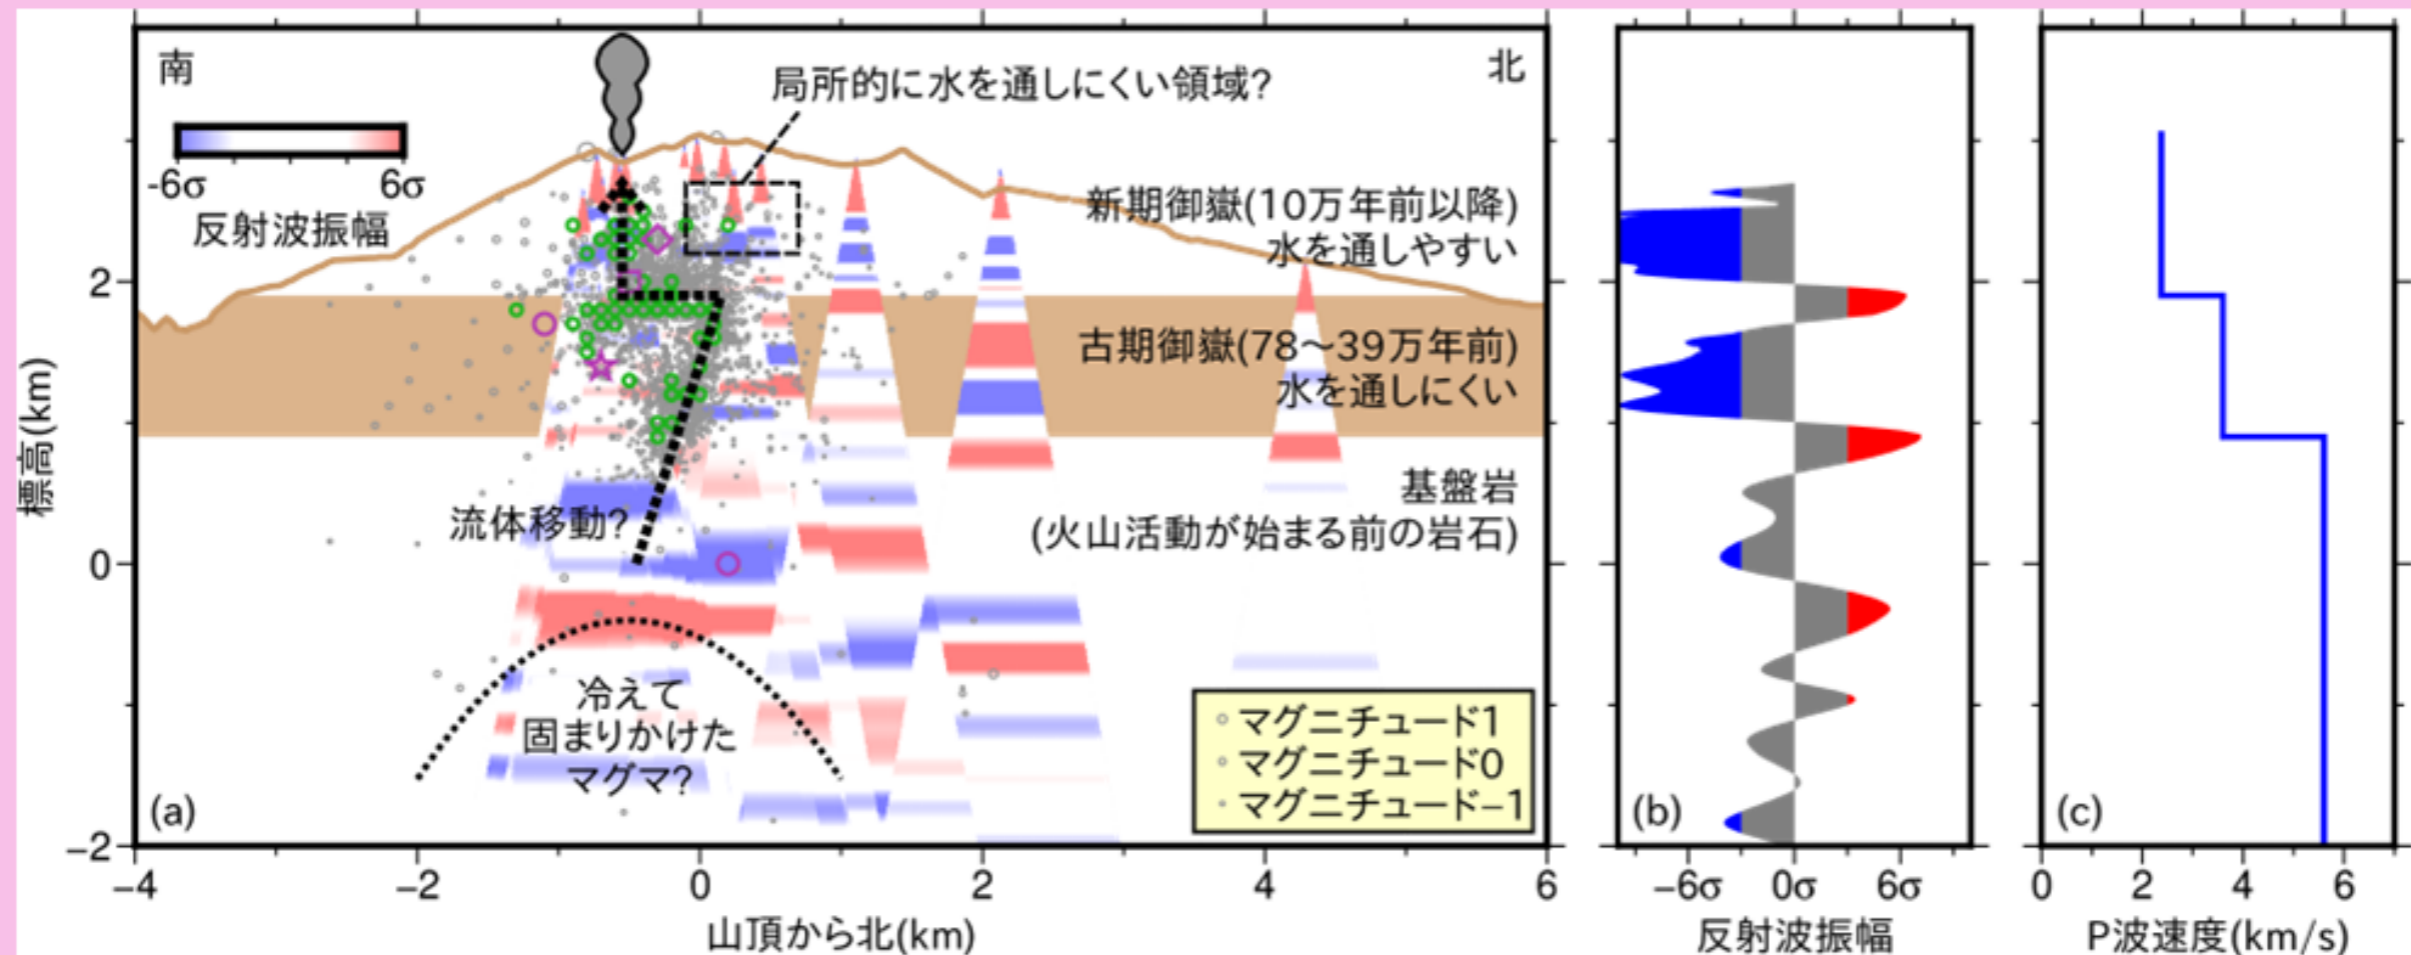 南
北
局所的に水を通しにくい領域?
-6σ 6σ
反射波振幅
新期御嶽(10万年前以降)
水を通しやすい
古期御嶽(78〜39万年前)
水を通しにくい
基盤岩
(火山活動が始まる前の岩石)
流体移動?
冷えて
固まりかけた
マグマ?
マグニチュード1
マグニチュード0
マグニチュード−1
(a)
標高(km)
2
0
−2
−4 −2 0 2 4 6
山頂から北(km)
(b)
−6σ 0σ 6σ
反射波振幅
(c)
0 2 4 6
P波速度(km/s)